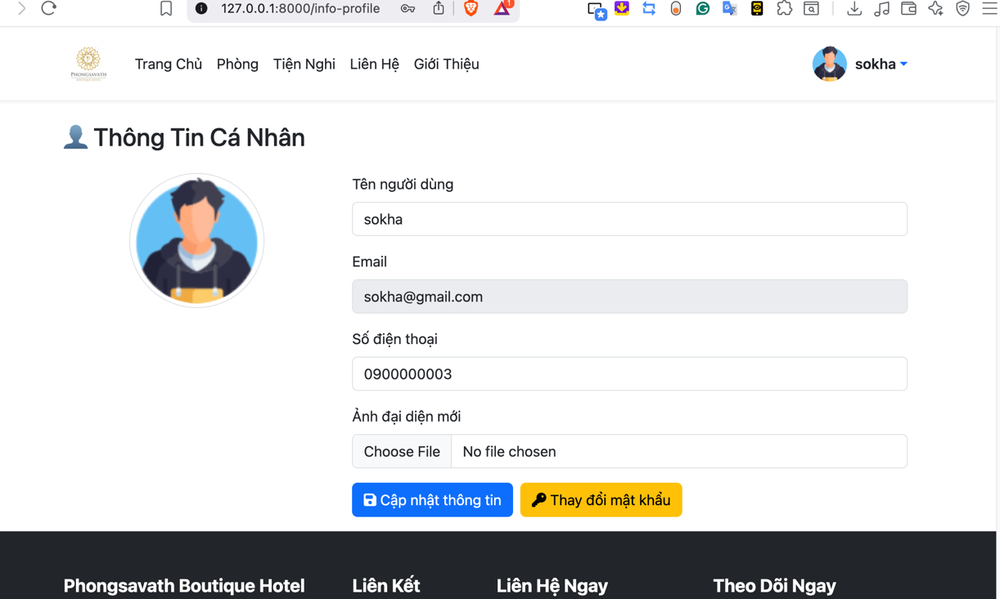 127.0.0.1:8000/info-profile
1
PHONGSAVATH
Trang Chủ
Phòng
Tiện Nghi
Liên Hệ
Giới Thiệu
sokha
Thông Tin Cá Nhân
Tên người dùng
sokha
Email
sokha@gmail.com
Số điện thoại
0900000003
Ảnh đại diện mới
Choose File
No file chosen
Cập nhật thông tin
Thay đổi mật khẩu
Phongsavath Boutique Hotel
Liên Kết
Liên Hệ Ngay
Theo Dõi Ngay